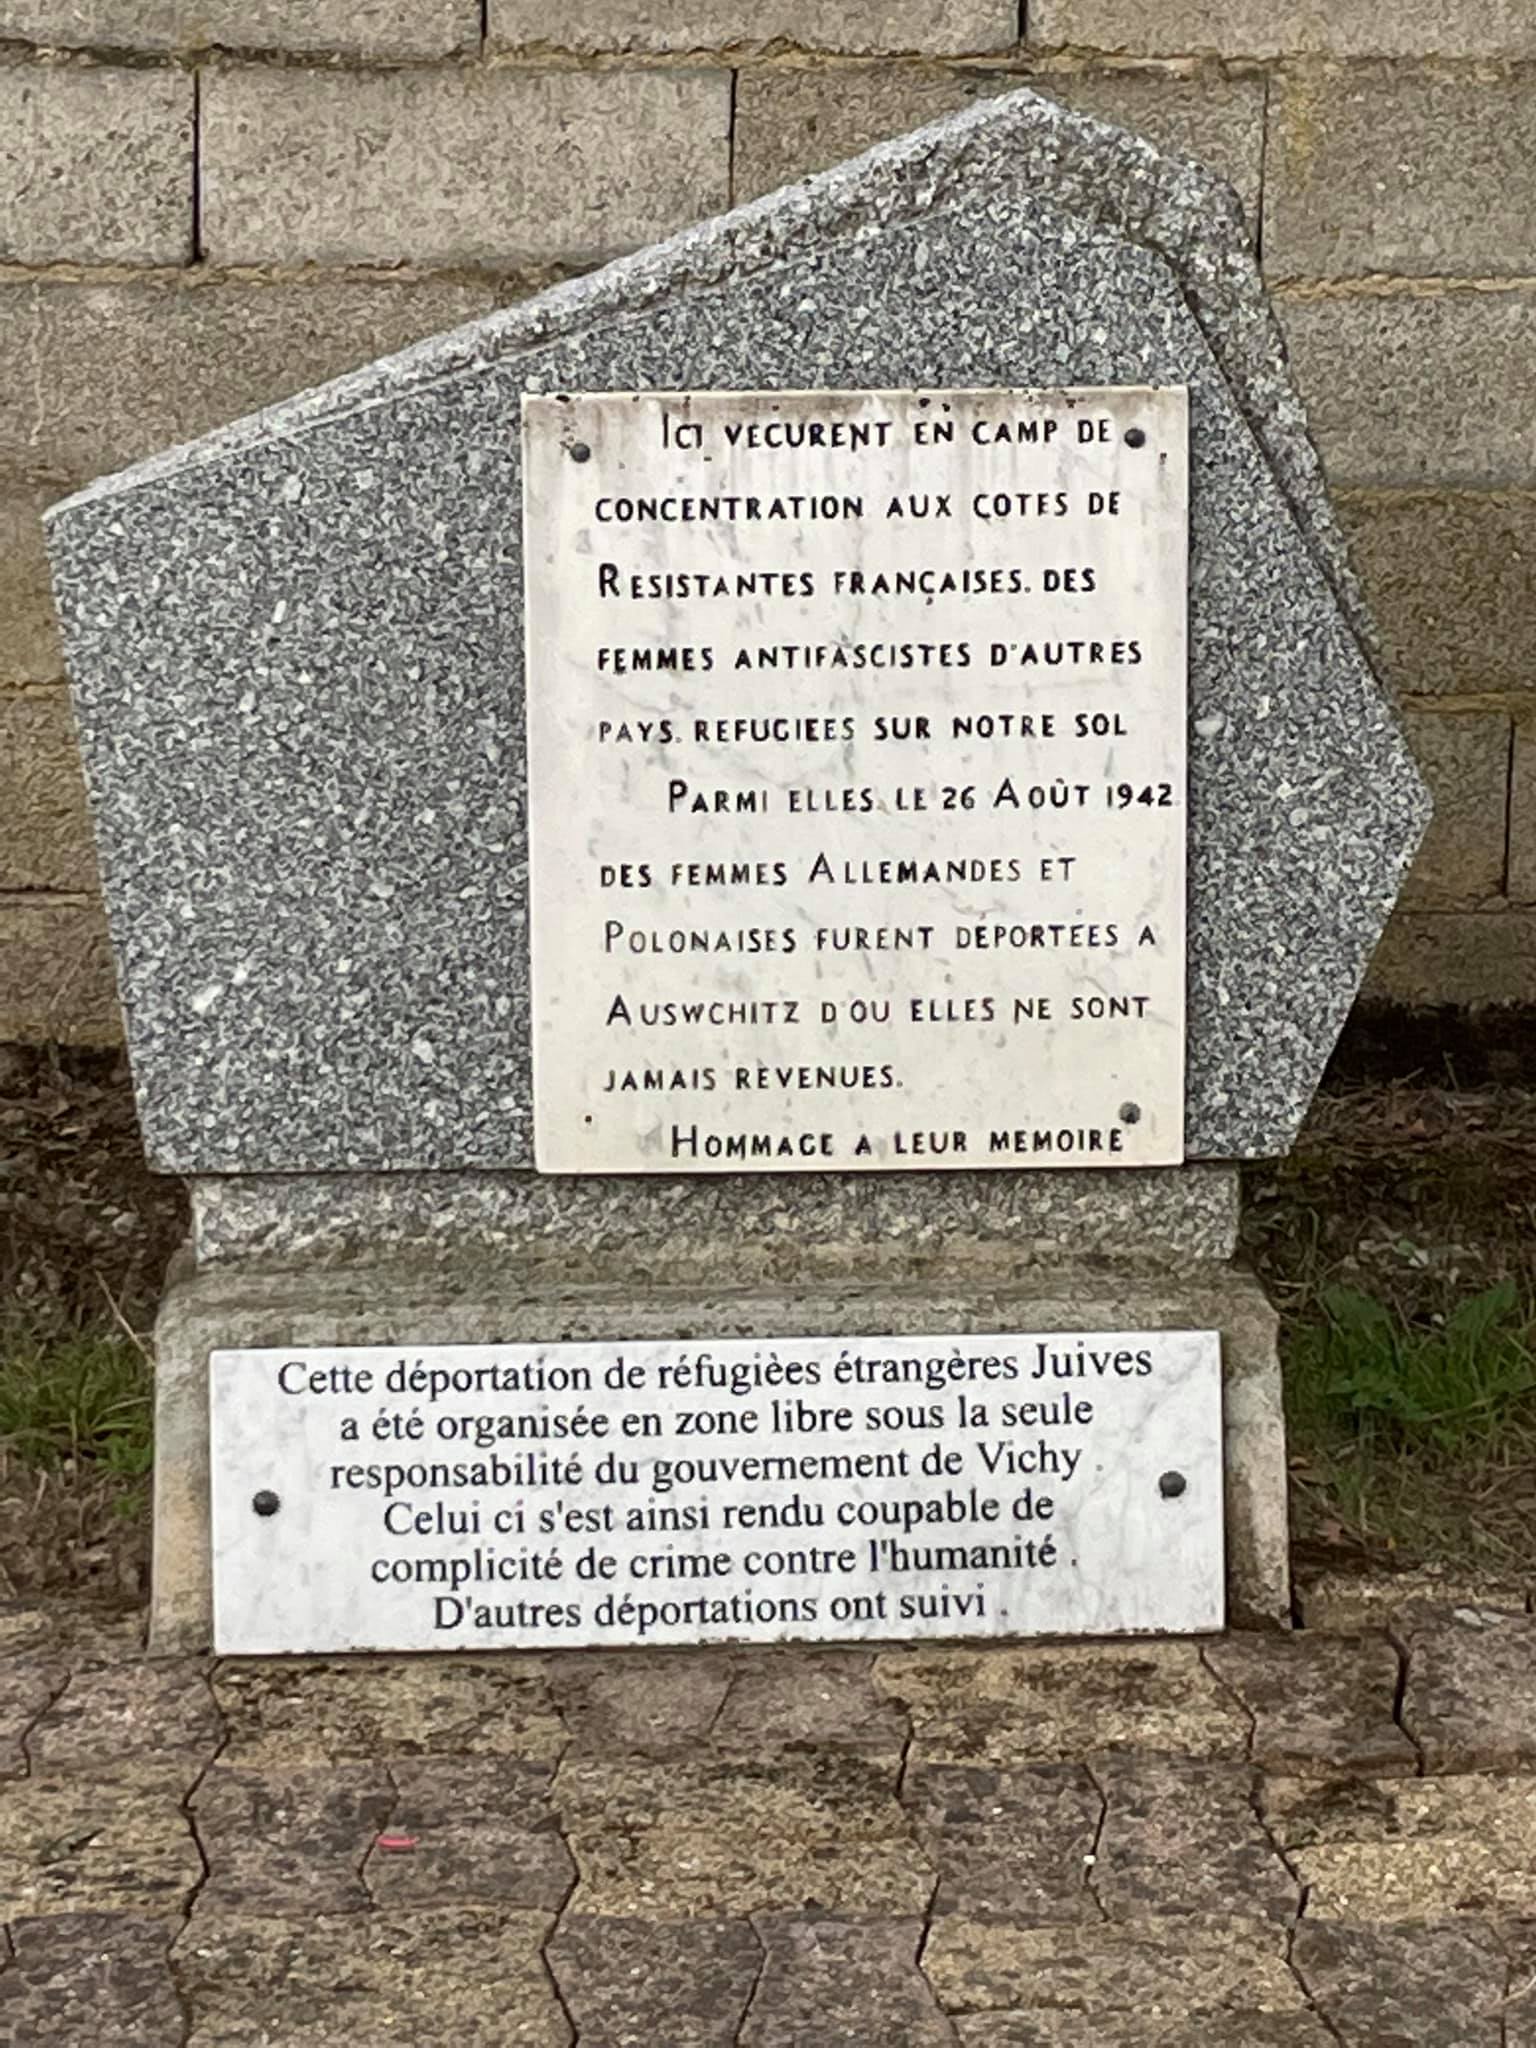 ICI VECURENT EN CAMP DE
CONCENTRATION AUX COTES DE
RESISTANTES FRANÇAISES. DES
FEMMES ANTIFASCISTES D'AUTRES
PAYS. REFUGIEES SUR NOTRE SOL
PARMI ELLES. LE 26 AOÛT 1942
DES FEMMES ALLEMANDES ET
POLONAISES FURENT DÉPORTÉES A
AUSWCHITZ D'OU ELLES NE SONT
JAMAIS REVENUES.
HOMMAGE A LEUR MEMOIRE
Cette déportation de réfugièes étrangères Juives
a été organisée en zone libre sous la seule
responsabilité du gouvernement de Vichy .
Celui ci s'est ainsi rendu coupable de
complicité de crime contre l'humanité .
D'autres déportations ont suivi .